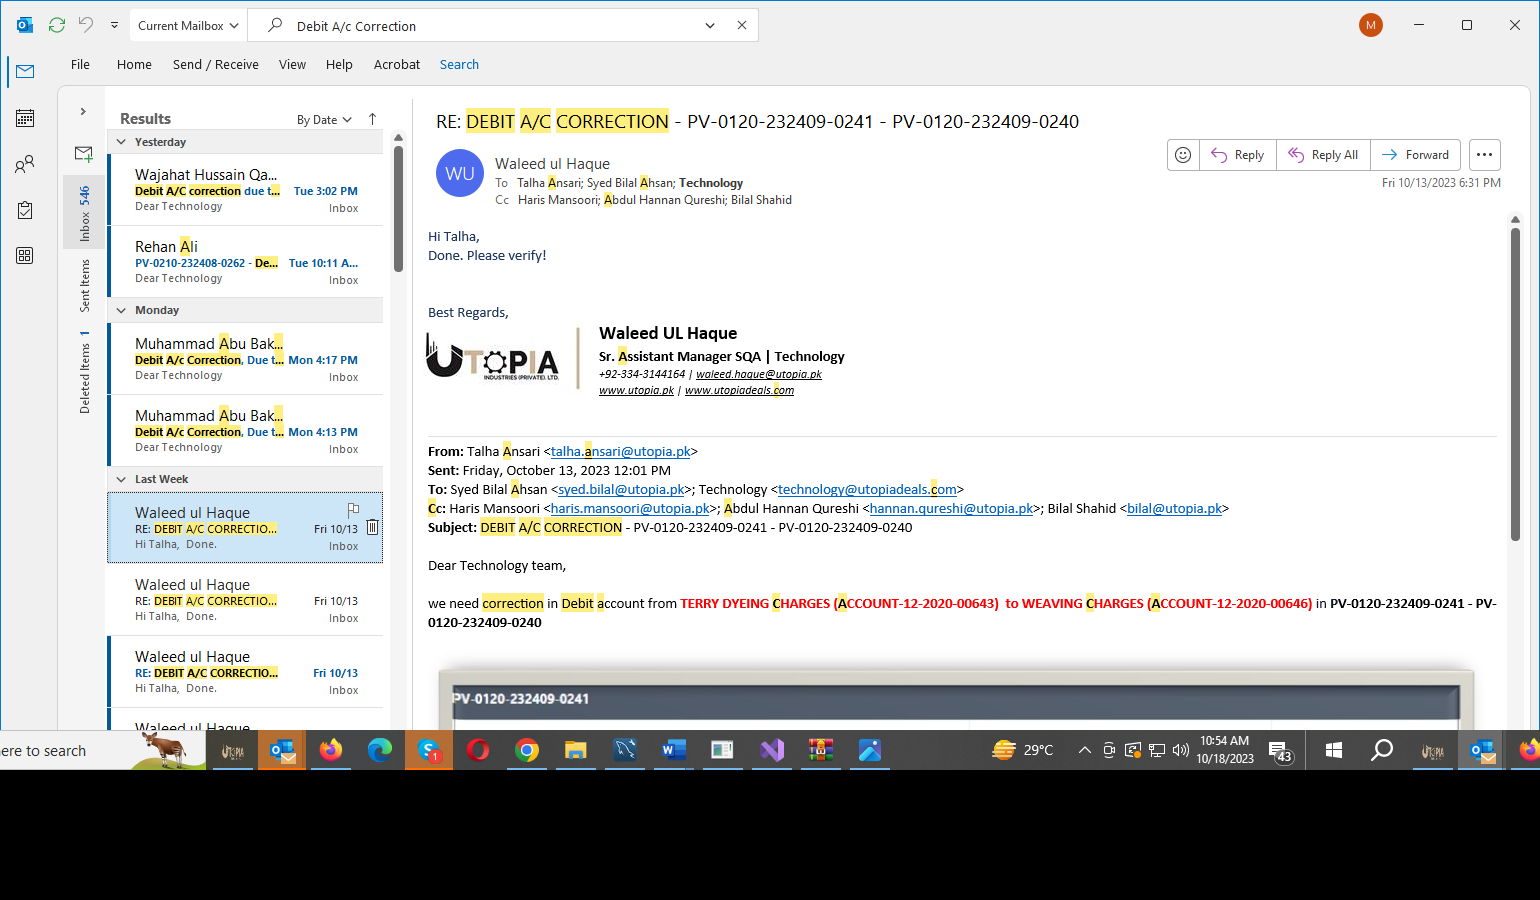 Current Mailbox
Debit A/c Correction
M
File Home Send / Receive View Help Acrobat Search
Results By Date
Inbox 546
Sent Items
Deleted Items 1
Yesterday
Wajahat Hussain Qa...
Debit A/C correction due t... Tue 3:02 PM
Dear Technology Inbox
Rehan Ali
PV-0210-232408-0262 - De... Tue 10:11 A...
Dear Technology Inbox
Monday
Muhammad Abu Bak...
Debit A/c Correction, Due t... Mon 4:17 PM
Dear Technology Inbox
Muhammad Abu Bak...
Debit A/c Correction, Due t... Mon 4:13 PM
Dear Technology Inbox
Last Week
Waleed ul Haque
RE: DEBIT A/C CORRECTIO... Fri 10/13
Hi Talha, Done. Inbox
Waleed ul Haque
RE: DEBIT A/C CORRECTIO... Fri 10/13
Hi Talha, Done. Inbox
Waleed ul Haque
RE: DEBIT A/C CORRECTIO... Fri 10/13
Hi Talha, Done. Inbox
Waleed ul Haque
RE: DEBIT A/C CORRECTION - PV-0120-232409-0241 - PV-0120-232409-0240
WU
Waleed ul Haque
To Talha Ansari; Syed Bilal Ahsan; Technology
Cc Haris Mansoori; Abdul Hannan Qureshi; Bilal Shahid
Reply Reply All Forward
Fri 10/13/2023 6:31 PM
Hi Talha,
Done. Please verify!
Best Regards,
UTOPIA
INDUSTRIES (PRIVATE). LTD.
Waleed UL Haque
Sr. Assistant Manager SQA | Technology
+92-334-3144164 | waleed.haque@utopia.pk
www.utopia.pk | www.utopiadeals.com
From: Talha Ansari <talha.ansari@utopia.pk>
Sent: Friday, October 13, 2023 12:01 PM
To: Syed Bilal Ahsan <syed.bilal@utopia.pk>; Technology <technology@utopiadeals.com>
Cc: Haris Mansoori <haris.mansoori@utopia.pk>; Abdul Hannan Qureshi <hannan.qureshi@utopia.pk>; Bilal Shahid <bilal@utopia.pk>
Subject: DEBIT A/C CORRECTION - PV-0120-232409-0241 - PV-0120-232409-0240
Dear Technology team,
we need correction in Debit account from TERRY DYEING CHARGES (ACCOUNT-12-2020-00643) to WEAVING CHARGES (ACCOUNT-12-2020-00646) in PV-0120-232409-0241 - PV-
0120-232409-0240
PV-0120-232409-0241
ere to search
UTOPIA
1
29°C
10:54 AM
10/18/2023
43
UTOPIA